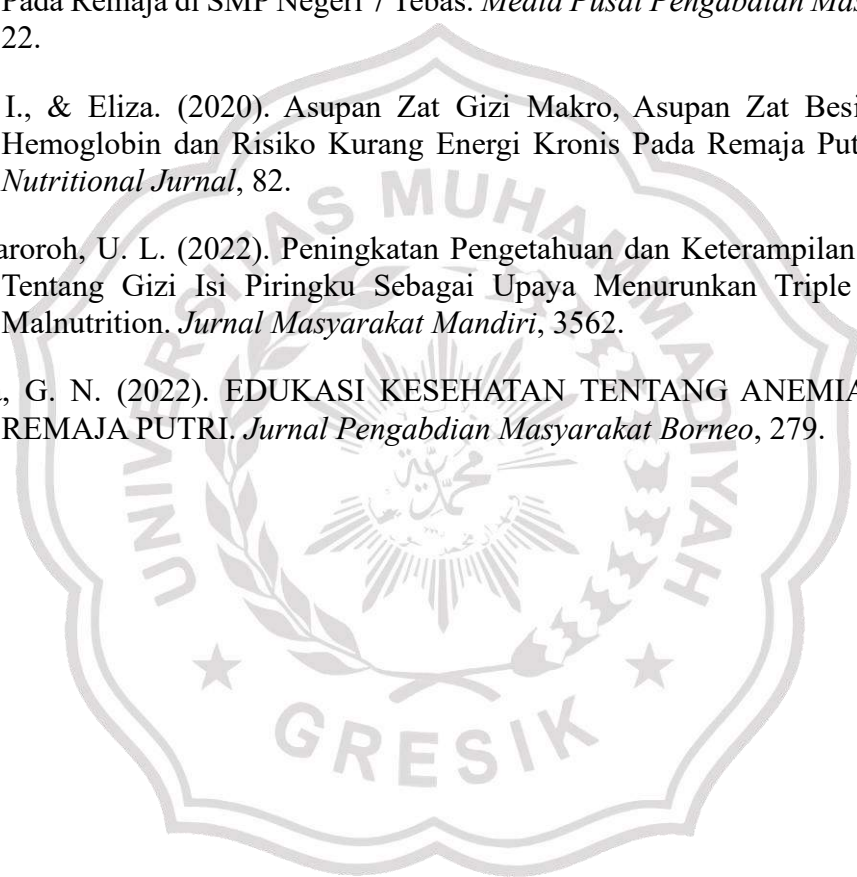 Pada Remaja di SMP Negeri 7 Tebas. Media Pusat Pengabdian Mas
22.
I., & Eliza. (2020). Asupan Zat Gizi Makro, Asupan Zat Besi
Hemoglobin dan Risiko Kurang Energi Kronis Pada Remaja Put
Nutritional Jurnal, 82.
aroroh, U. L. (2022). Peningkatan Pengetahuan dan Keterampilan
Tentang Gizi Isi Piringku Sebagai Upaya Menurunkan Triple
Malnutrition. Jurnal Masyarakat Mandiri, 3562.
, G. N. (2022). EDUKASI KESEHATAN TENTANG ANEMIA
REMAJA PUTRI. Jurnal Pengabdian Masyarakat Borneo, 279.
UNIVERSITAS MUHAMMADIYAH
GRESIK